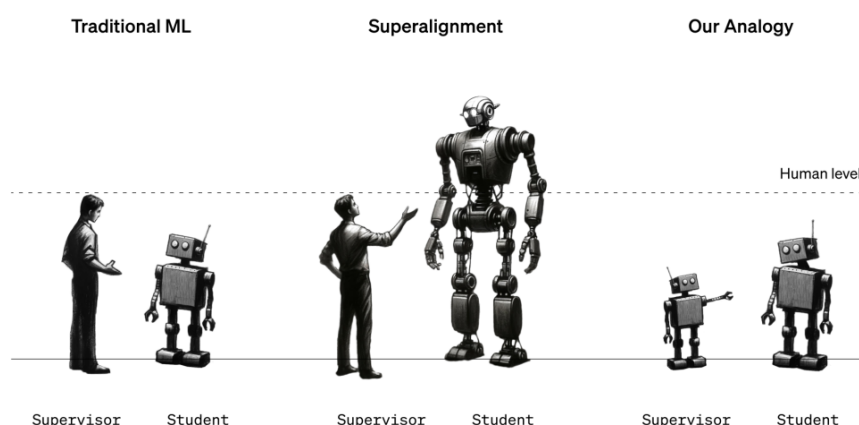 Traditional ML
Superalignment
Our Analogy
Human level
Supervisor
Student
Supervisor
Student
Supervisor
Student